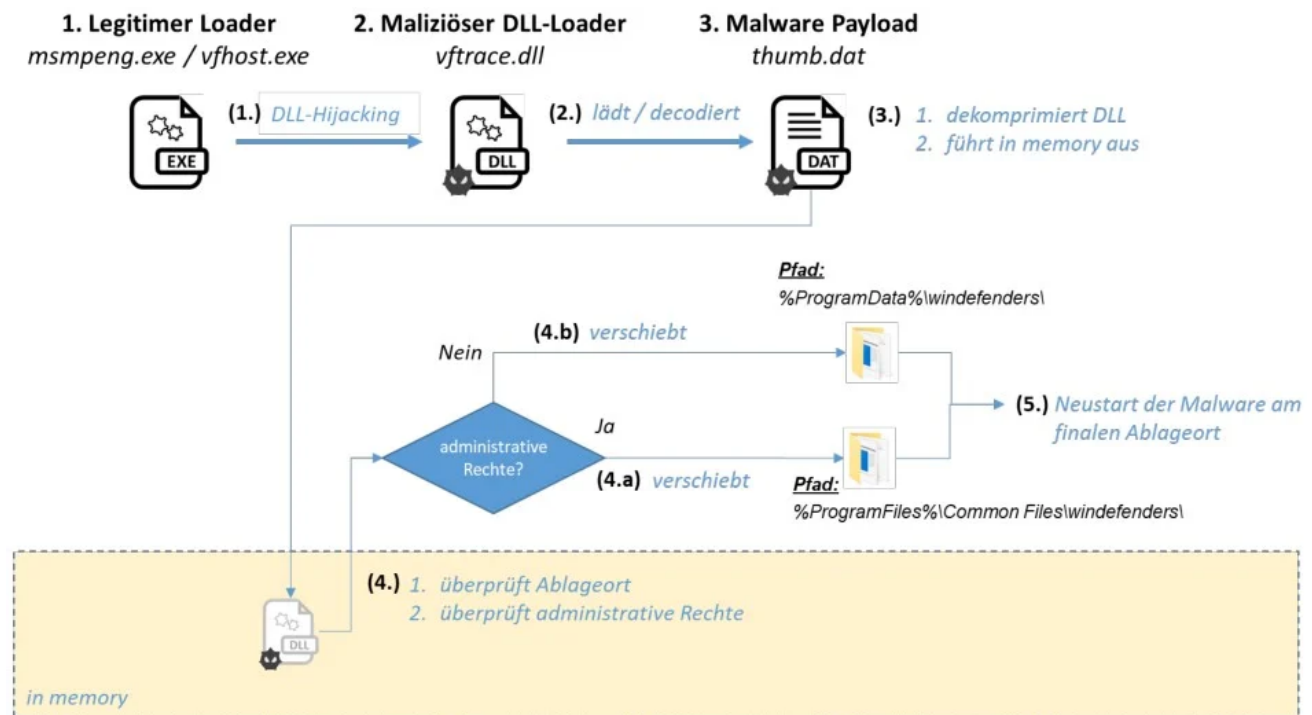 1. Legitimer Loader
msmpeng.exe / vfhost.exe
2. Maliziöser DLL-Loader
vftrace.dll
3. Malware Payload
thumb.dat
EXE
(1.) DLL-Hijacking
DLL
(2.) lädt / decodiert
DAT
(3.) 1. dekomprimiert DLL
2. führt in memory aus
Pfad:
%ProgramData%\windefenders\
(4.b) verschiebt
Nein
administrative
Rechte?
Ja
(4.a) verschiebt
Pfad:
%ProgramFiles%\Common Files\windefenders\
(5.) Neustart der Malware am
finalen Ablageort
(4.) 1. überprüft Ablageort
2. überprüft administrative Rechte
DLL
in memory